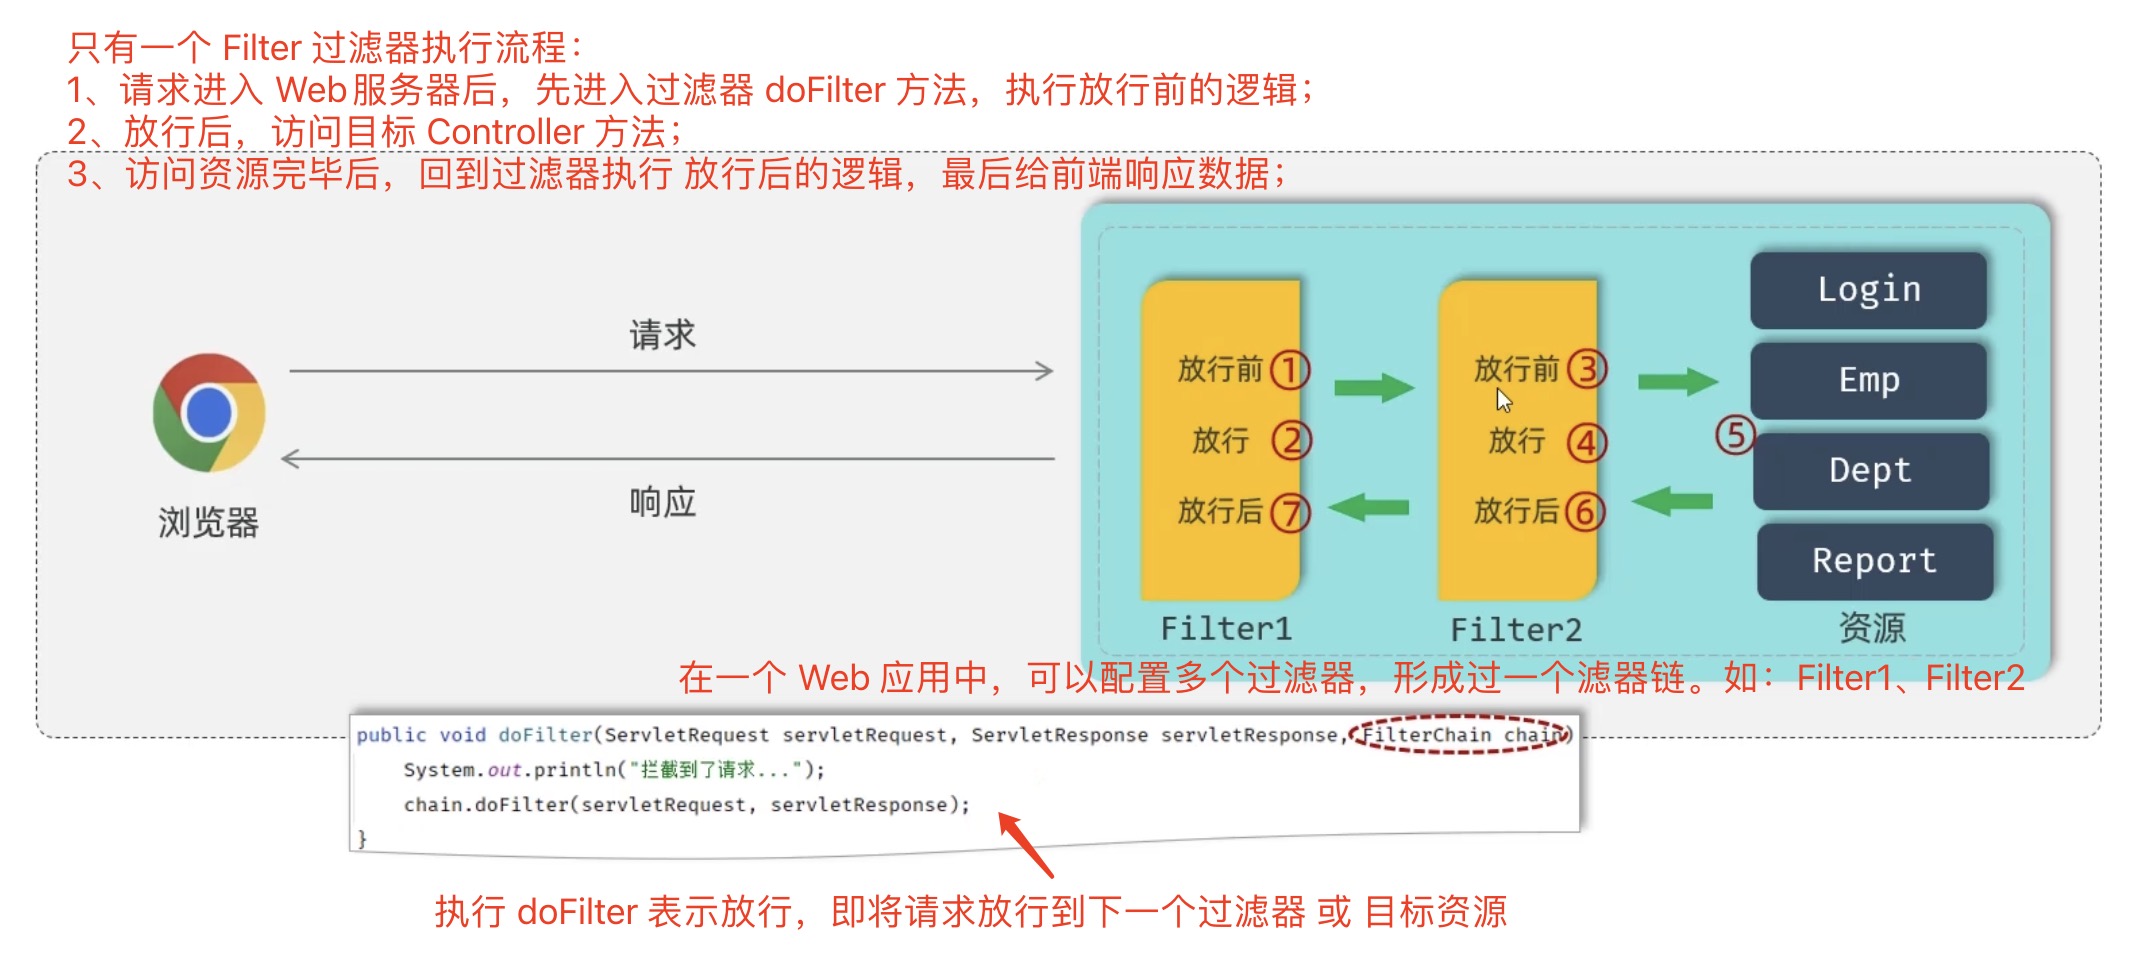 只有一个 Filter 过滤器执行流程：
1、请求进入 Web服务器后，先进入过滤器 doFilter 方法，执行放行前的逻辑；
2、放行后，访问目标 Controller 方法；
3、访问资源完毕后，回到过滤器执行 放行后的逻辑，最后给前端响应数据；
请求
响应
浏览器
放行前①
放行 ②
放行后⑦
Filter1
放行前③
放行 ④
放行后⑥
Filter2
⑤
Login
Emp
Dept
Report
资源
在一个 Web 应用中，可以配置多个过滤器，形成过一个滤器链。如：Filter1、Filter2
public void doFilter(ServletRequest servletRequest, ServletResponse servletResponse, FilterChain chain)
System.out.println("拦截到了请求...");
chain.doFilter(servletRequest, servletResponse);
}
执行 doFilter 表示放行，即将请求放行到下一个过滤器 或 目标资源